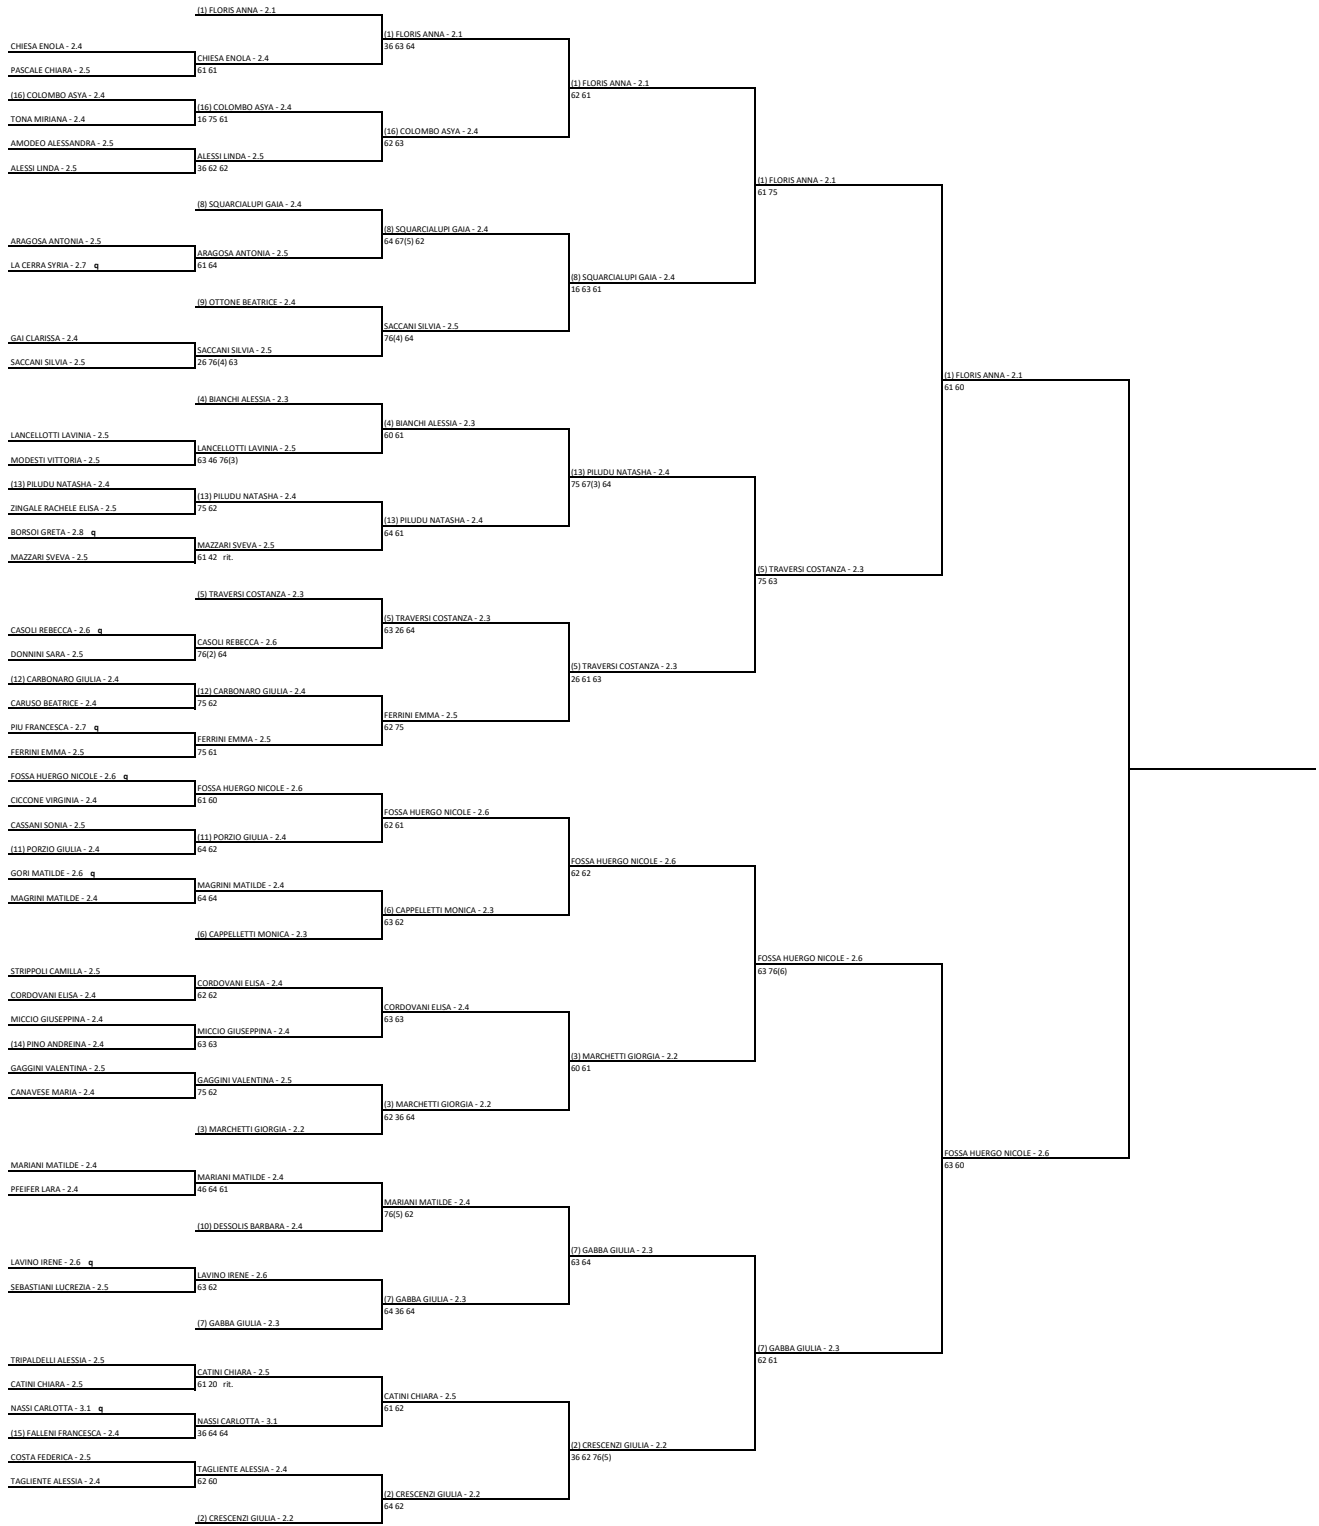 (1) FLORIS ANNA - 2.1
(1) FLORIS ANNA - 2.1
36 63 64
CHIESA ENOLA - 2.4
CHIESA ENOLA - 2.4
61 61
PASCALE CHIARA - 2.5
(1) FLORIS ANNA - 2.1
62 61
(16) COLOMBO ASYA - 2.4
(16) COLOMBO ASYA - 2.4
16 75 61
TONA MIRIANA - 2.4
(16) COLOMBO ASYA - 2.4
62 63
AMODEO ALESSANDRA - 2.5
ALESSI LINDA - 2.5
36 62 62
ALESSI LINDA - 2.5
(1) FLORIS ANNA - 2.1
61 75
(8) SQUARCIALUPI GAIA - 2.4
(8) SQUARCIALUPI GAIA - 2.4
64 67(5) 62
ARAGOSA ANTONIA - 2.5
ARAGOSA ANTONIA - 2.5
61 64
LA CERRA SYRIA - 2.7 q
(8) SQUARCIALUPI GAIA - 2.4
16 63 61
(9) OTTONE BEATRICE - 2.4
SACCANI SILVIA - 2.5
76(4) 64
GAI CLARISSA - 2.4
SACCANI SILVIA - 2.5
26 76(4) 63
SACCANI SILVIA - 2.5
(1) FLORIS ANNA - 2.1
61 60
(4) BIANCHI ALESSIA - 2.3
(4) BIANCHI ALESSIA - 2.3
60 61
LANCELLOTTI LAVINIA - 2.5
LANCELLOTTI LAVINIA - 2.5
63 46 76(3)
MODESTI VITTORIA - 2.5
(13) PILUDU NATASHA - 2.4
75 67(3) 64
(13) PILUDU NATASHA - 2.4
(13) PILUDU NATASHA - 2.4
75 62
ZINGALE RACHELE ELISA - 2.5
(13) PILUDU NATASHA - 2.4
64 61
BORSOI GRETA - 2.8 q
MAZZARI SVEVA - 2.5
61 42 rit.
MAZZARI SVEVA - 2.5
(5) TRAVERSI COSTANZA - 2.3
75 63
(5) TRAVERSI COSTANZA - 2.3
(5) TRAVERSI COSTANZA - 2.3
63 26 64
CASOLI REBECCA - 2.6 q
CASOLI REBECCA - 2.6
76(2) 64
DONNINI SARA - 2.5
(5) TRAVERSI COSTANZA - 2.3
26 61 63
(12) CARBONARO GIULIA - 2.4
(12) CARBONARO GIULIA - 2.4
75 62
CARUSO BEATRICE - 2.4
FERRINI EMMA - 2.5
62 75
PIU FRANCESCA - 2.7 q
FERRINI EMMA - 2.5
75 61
FERRINI EMMA - 2.5
FOSSA HUERGO NICOLE - 2.6 q
FOSSA HUERGO NICOLE - 2.6
61 60
CICCONE VIRGINIA - 2.4
FOSSA HUERGO NICOLE - 2.6
62 61
CASSANI SONIA - 2.5
(11) PORZIO GIULIA - 2.4
64 62
(11) PORZIO GIULIA - 2.4
FOSSA HUERGO NICOLE - 2.6
62 62
GORI MATILDE - 2.6 q
MAGRINI MATILDE - 2.4
64 64
MAGRINI MATILDE - 2.4
(6) CAPPELLETTI MONICA - 2.3
63 62
(6) CAPPELLETTI MONICA - 2.3
FOSSA HUERGO NICOLE - 2.6
63 76(6)
STRIPPOLI CAMILLA - 2.5
CORDOVANI ELISA - 2.4
62 62
CORDOVANI ELISA - 2.4
CORDOVANI ELISA - 2.4
63 63
MICCIO GIUSEPPINA - 2.4
MICCIO GIUSEPPINA - 2.4
63 63
(14) PINO ANDREINA - 2.4
(3) MARCHETTI GIORGIA - 2.2
60 61
GAGGINI VALENTINA - 2.5
GAGGINI VALENTINA - 2.5
75 62
CANAVESE MARIA - 2.4
(3) MARCHETTI GIORGIA - 2.2
62 36 64
(3) MARCHETTI GIORGIA - 2.2
FOSSA HUERGO NICOLE - 2.6
63 60
MARIANI MATILDE - 2.4
MARIANI MATILDE - 2.4
46 64 61
PFEIFER LARA - 2.4
MARIANI MATILDE - 2.4
76(5) 62
(10) DESSOLIS BARBARA - 2.4
(7) GABBA GIULIA - 2.3
63 64
LAVINO IRENE - 2.6 q
LAVINO IRENE - 2.6
63 62
SEBASTIANI LUCREZIA - 2.5
(7) GABBA GIULIA - 2.3
64 36 64
(7) GABBA GIULIA - 2.3
(7) GABBA GIULIA - 2.3
62 61
TRIPALDELLI ALESSIA - 2.5
CATINI CHIARA - 2.5
61 20 rit.
CATINI CHIARA - 2.5
CATINI CHIARA - 2.5
61 62
NASSI CARLOTTA - 3.1 q
NASSI CARLOTTA - 3.1
36 64 64
(15) FALLENI FRANCESCA - 2.4
(2) CRESCENZI GIULIA - 2.2
36 62 76(5)
COSTA FEDERICA - 2.5
TAGLIENTE ALESSIA - 2.4
62 60
TAGLIENTE ALESSIA - 2.4
(2) CRESCENZI GIULIA - 2.2
64 62
(2) CRESCENZI GIULIA - 2.2